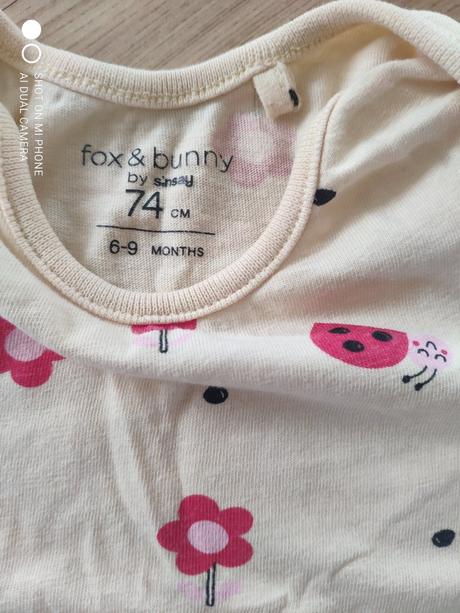 SHOT ON MI PHONE
AI DUAL CAMERA
fox & bunny
by sinsay
74 CM
6-9 MONTHS